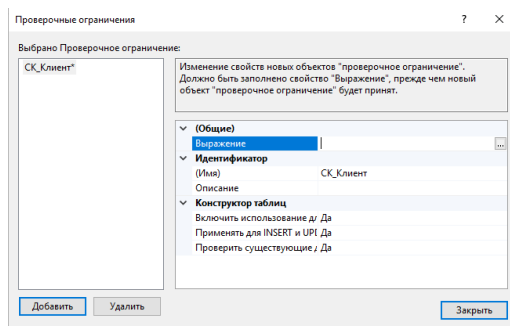 Проверочные ограничения
?
Выбрано Проверочное ограничение:
СК_Клиент*
Изменение свойств новых объектов "проверочное ограничение".
Должно быть заполнено свойство "Выражение", прежде чем новый
объект "проверочное ограничение" будет принят.
(Общие)
Выражение ...
Идентификатор
(Имя) СК_Клиент
Описание
Конструктор таблиц
Включить использование д/ Да
Применять для INSERT и UPI Да
Проверить существующие , Да
Добавить Удалить
Закрыть